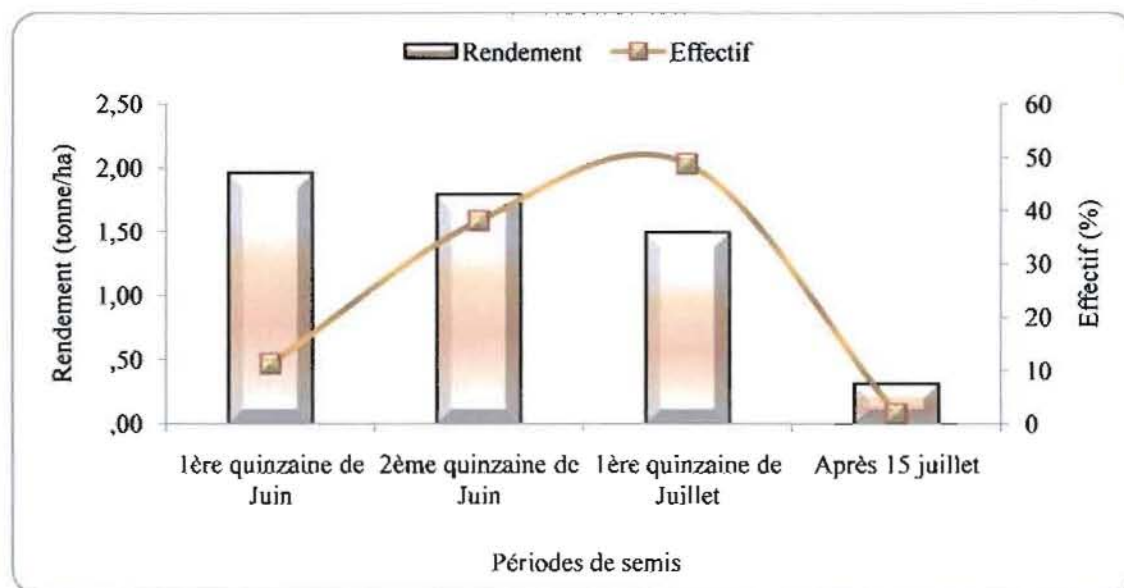 Rendement Effectif
Rendement (tonne/ha)
2,50
2,00
1,50
1,00
,50
,00
60
50
40
30
20
10
0
Effectif (%)
1ère quinzaine de Juin
2ème quinzaine de Juin
1ère quinzaine de Juillet
Après 15 juillet
Périodes de semis